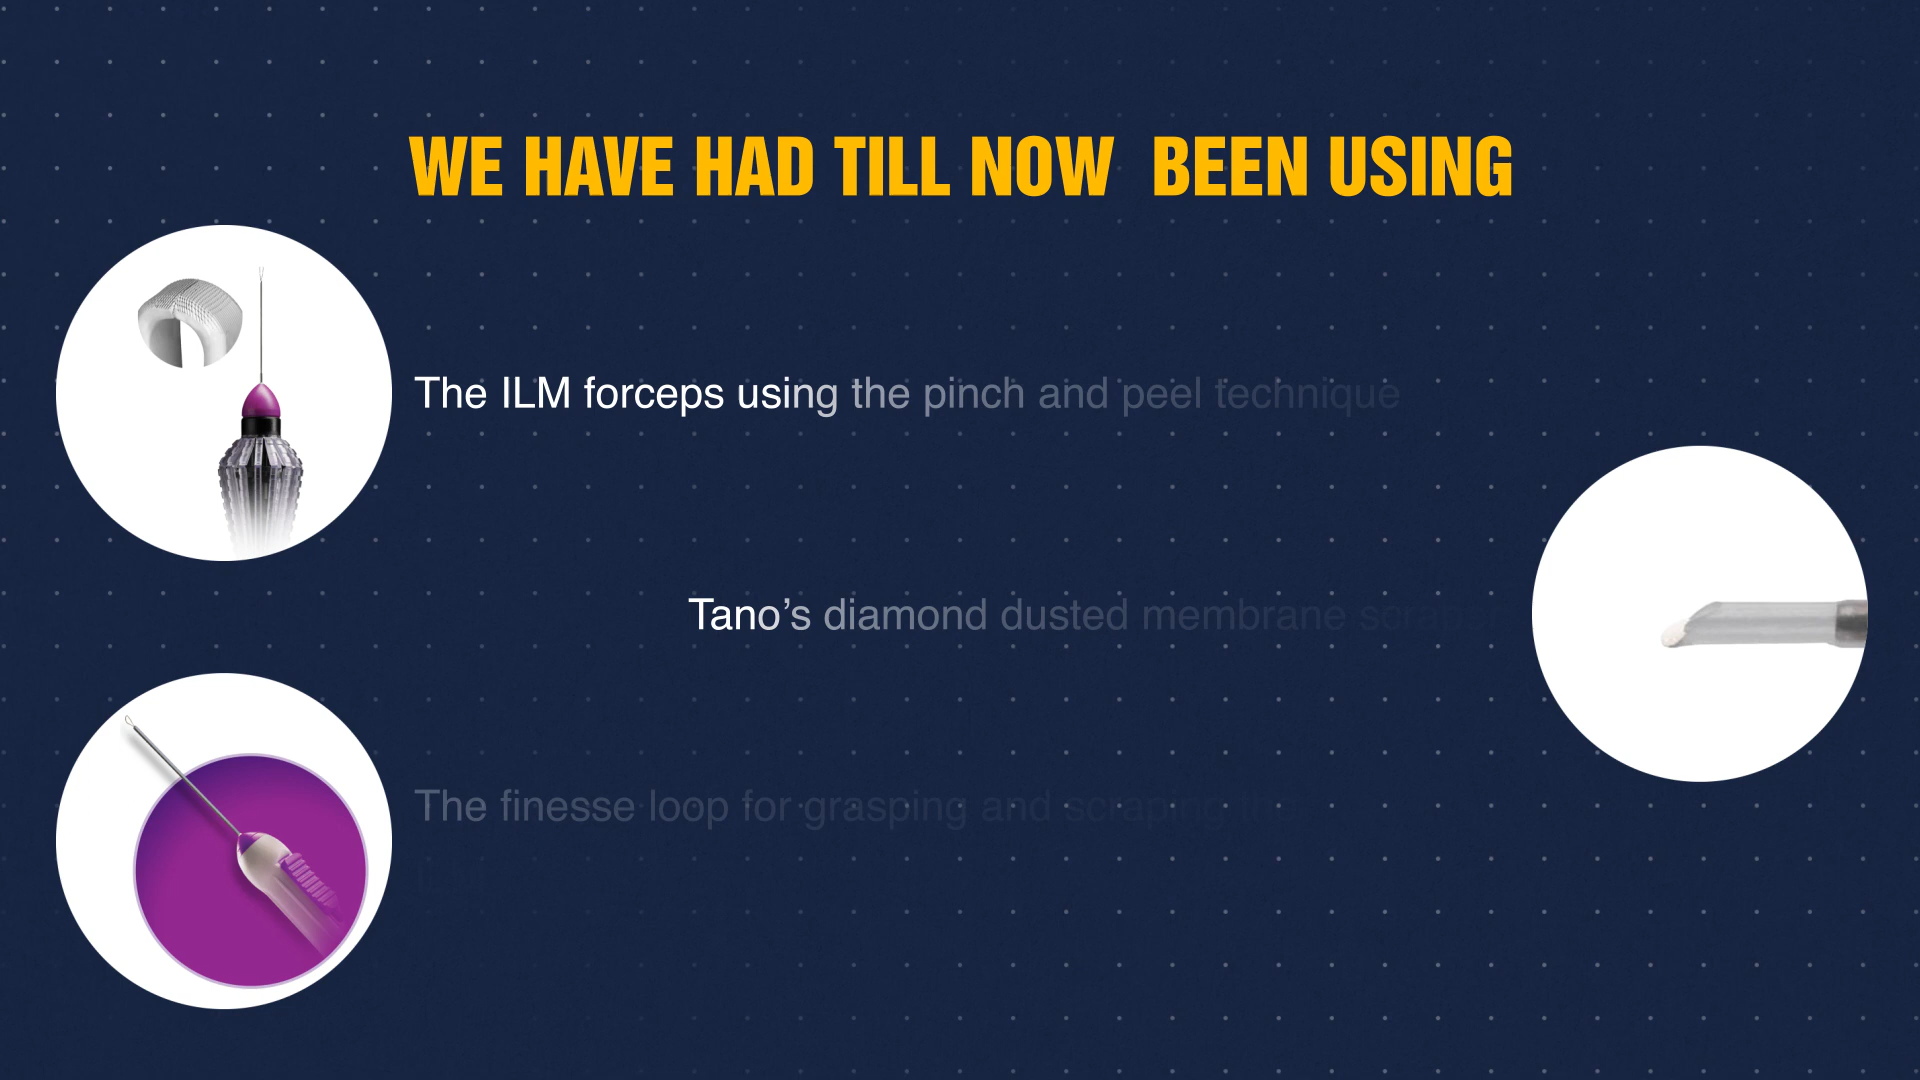 WE HAVE HAD TILL NOW  BEEN USING
The ILM forceps using the pinch and peel technique
Tano’s diamond dusted membrane
The finesse loop for grasping and scraping the